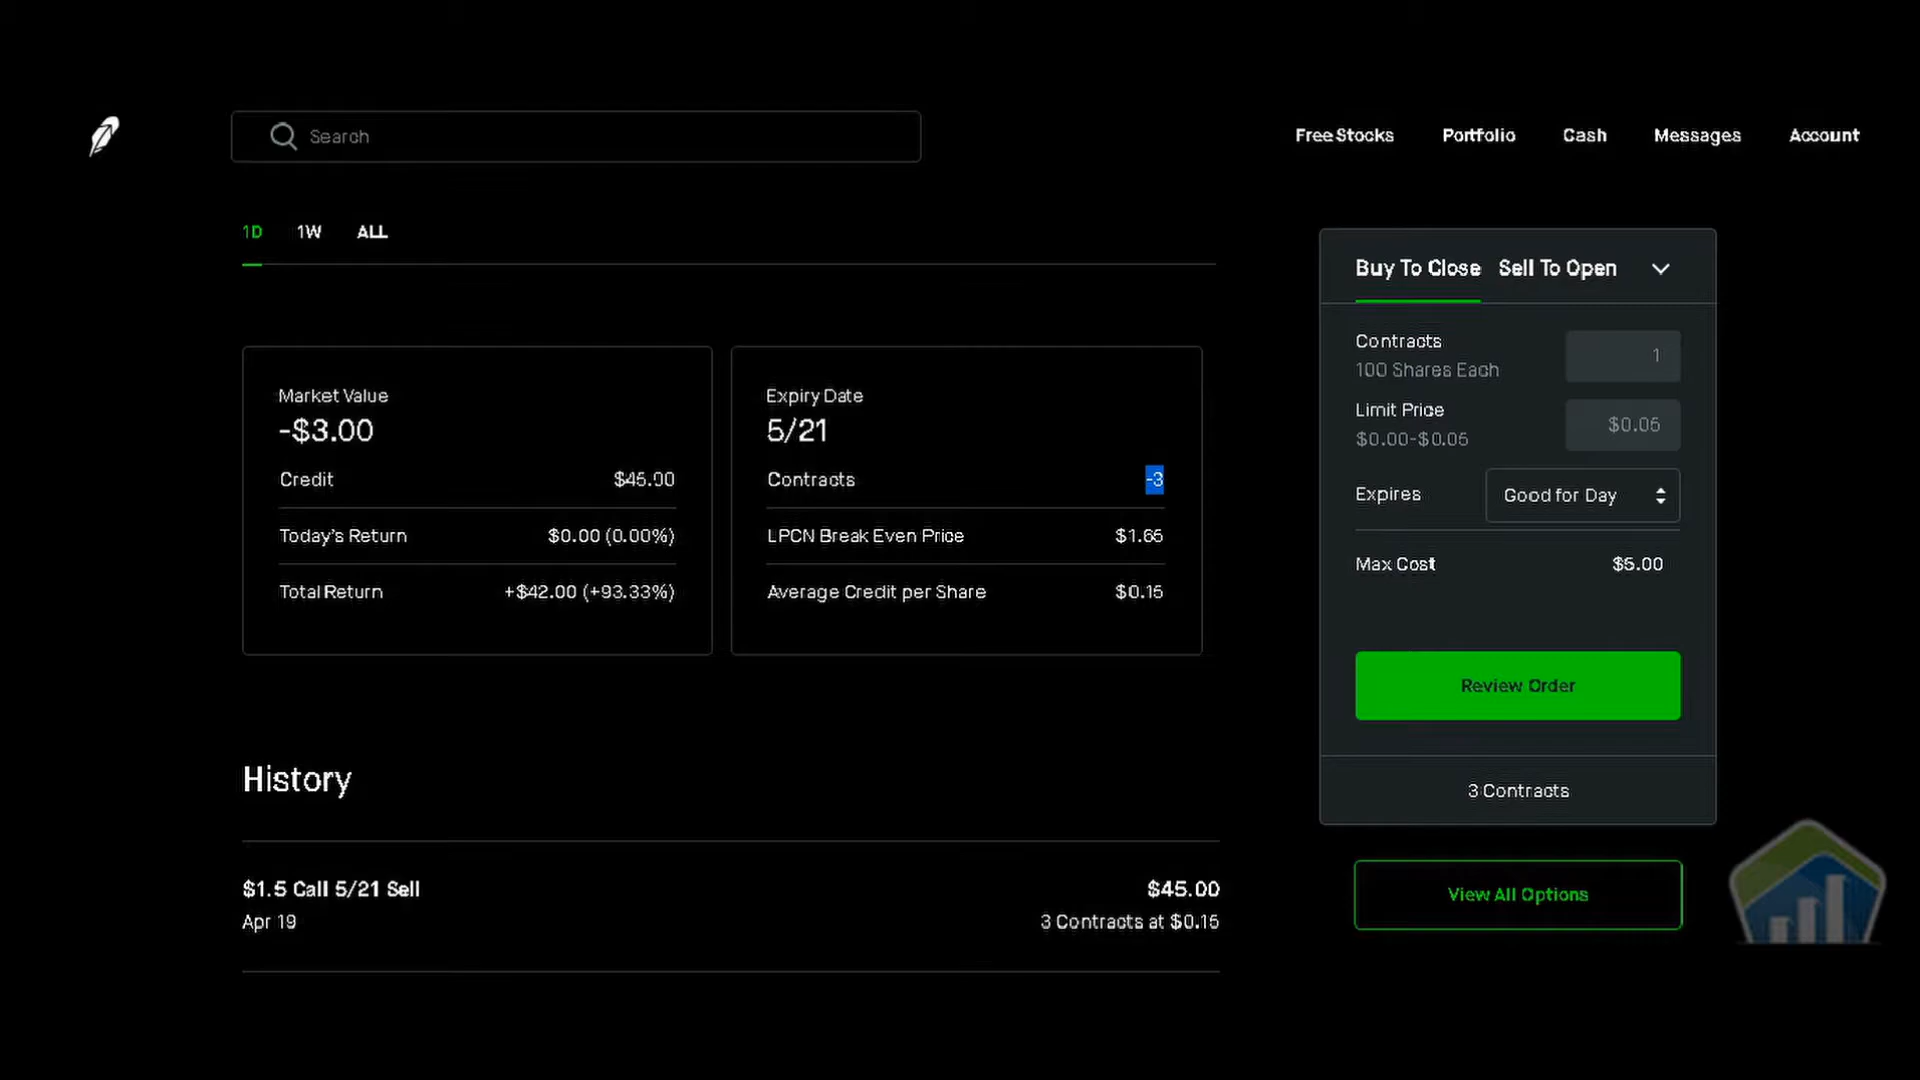 Search
Free Stocks
Portfolio
Cash
Messages
Account
1D
1W
ALL
Market Value
-$3.00
Credit
$45.00
Today's Return
$0.00 (0.00%)
Total Return
+$42.00 (+93.33%)
Expiry Date
5/21
Contracts
-3
LPCN Break Even Price
$1.65
Average Credit per Share
$0.15
Buy To Close
Sell To Open
Contracts
1
100 Shares Each
Limit Price
$0.05
$0.00-$0.05
Expires
Good for Day
Max Cost
$5.00
Review Order
3 Contracts
View All Options
History
$1.5 Call 5/21 Sell
$45.00
Apr 19
3 Contracts at $0.15